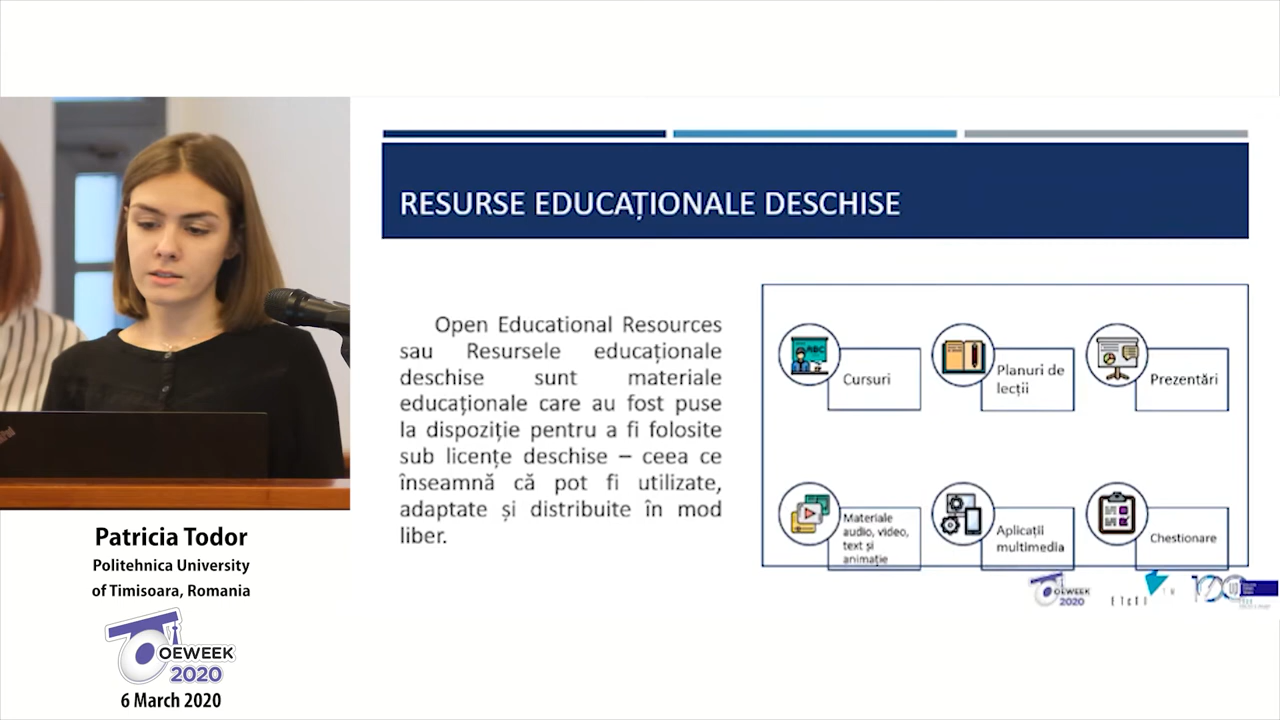 RESURSE EDUCAȚIONALE DESCHISE
Open Educational Resources
sau Resursele educaționale
deschise sunt materiale
educaționale care au fost puse
la dispoziție pentru a fi folosite
sub licențe deschise – ceea ce
înseamnă că pot fi utilizate,
adaptate și distribuite în mod
liber.
ABC
Cursuri
Planuri de
lecții
Prezentări
Materiale
audio, video,
text și
animație
Aplicații
multimedia
Chestionare
OEWEEK
2020
Patricia Todor
Politehnica University
of Timisoara, Romania
OEWEEK
2020
6 March 2020